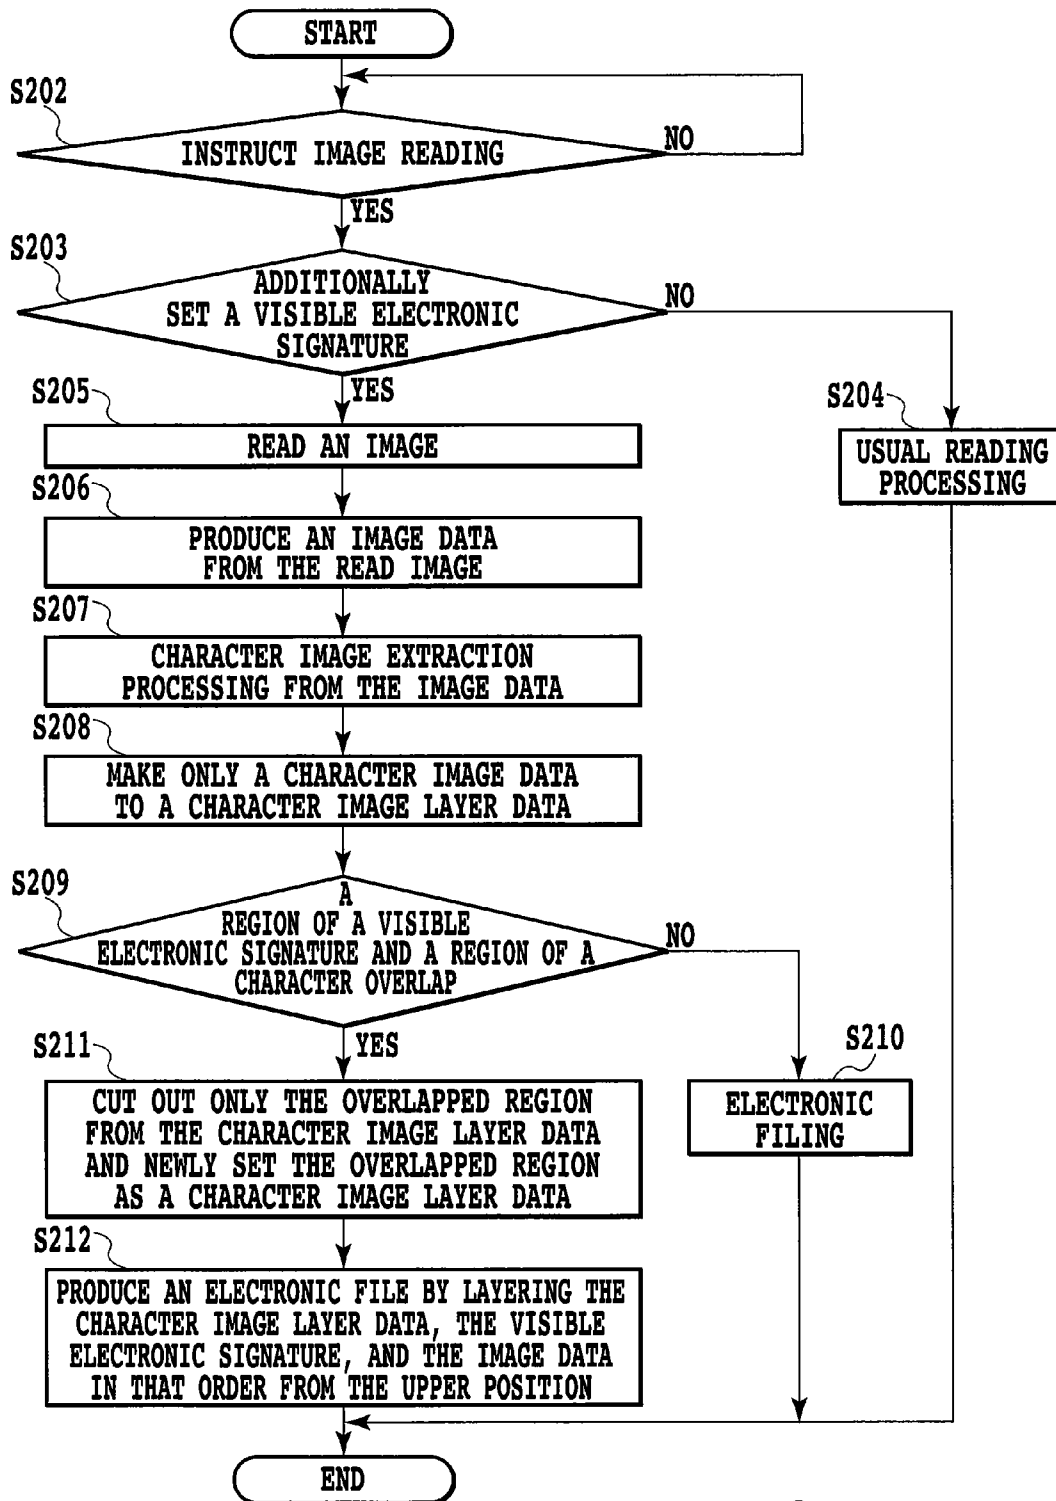 START
S202
INSTRUCT IMAGE READING
NO
YES
S203
ADDITIONALLY
SET A VISIBLE ELECTRONIC
SIGNATURE
NO
YES
S205
READ AN IMAGE
S204
USUAL READING
PROCESSING
S206
PRODUCE AN IMAGE DATA
FROM THE READ IMAGE
S207
CHARACTER IMAGE EXTRACTION
PROCESSING FROM THE IMAGE DATA
S208
MAKE ONLY A CHARACTER IMAGE DATA
TO A CHARACTER IMAGE LAYER DATA
S209
A
REGION OF A VISIBLE
ELECTRONIC SIGNATURE AND A REGION OF A
CHARACTER OVERLAP
NO
YES
S211
CUT OUT ONLY THE OVERLAPPED REGION
FROM THE CHARACTER IMAGE LAYER DATA
AND NEWLY SET THE OVERLAPPED REGION
AS A CHARACTER IMAGE LAYER DATA
S210
ELECTRONIC
FILING
S212
PRODUCE AN ELECTRONIC FILE BY LAYERING THE
CHARACTER IMAGE LAYER DATA, THE VISIBLE
ELECTRONIC SIGNATURE, AND THE IMAGE DATA
IN THAT ORDER FROM THE UPPER POSITION
END